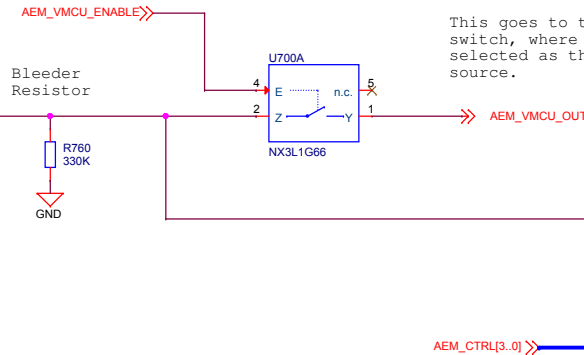 AEM_VMCU_ENABLE
This goes to t
switch, where
selected as th
source.
U700A
Bleeder
Resistor
4
E
n.c.
5
2
Z
Y
1
AEM_VMCU_OUT
NX3L1G66
R760
330K
GND
AEM_CTRL[3..0]